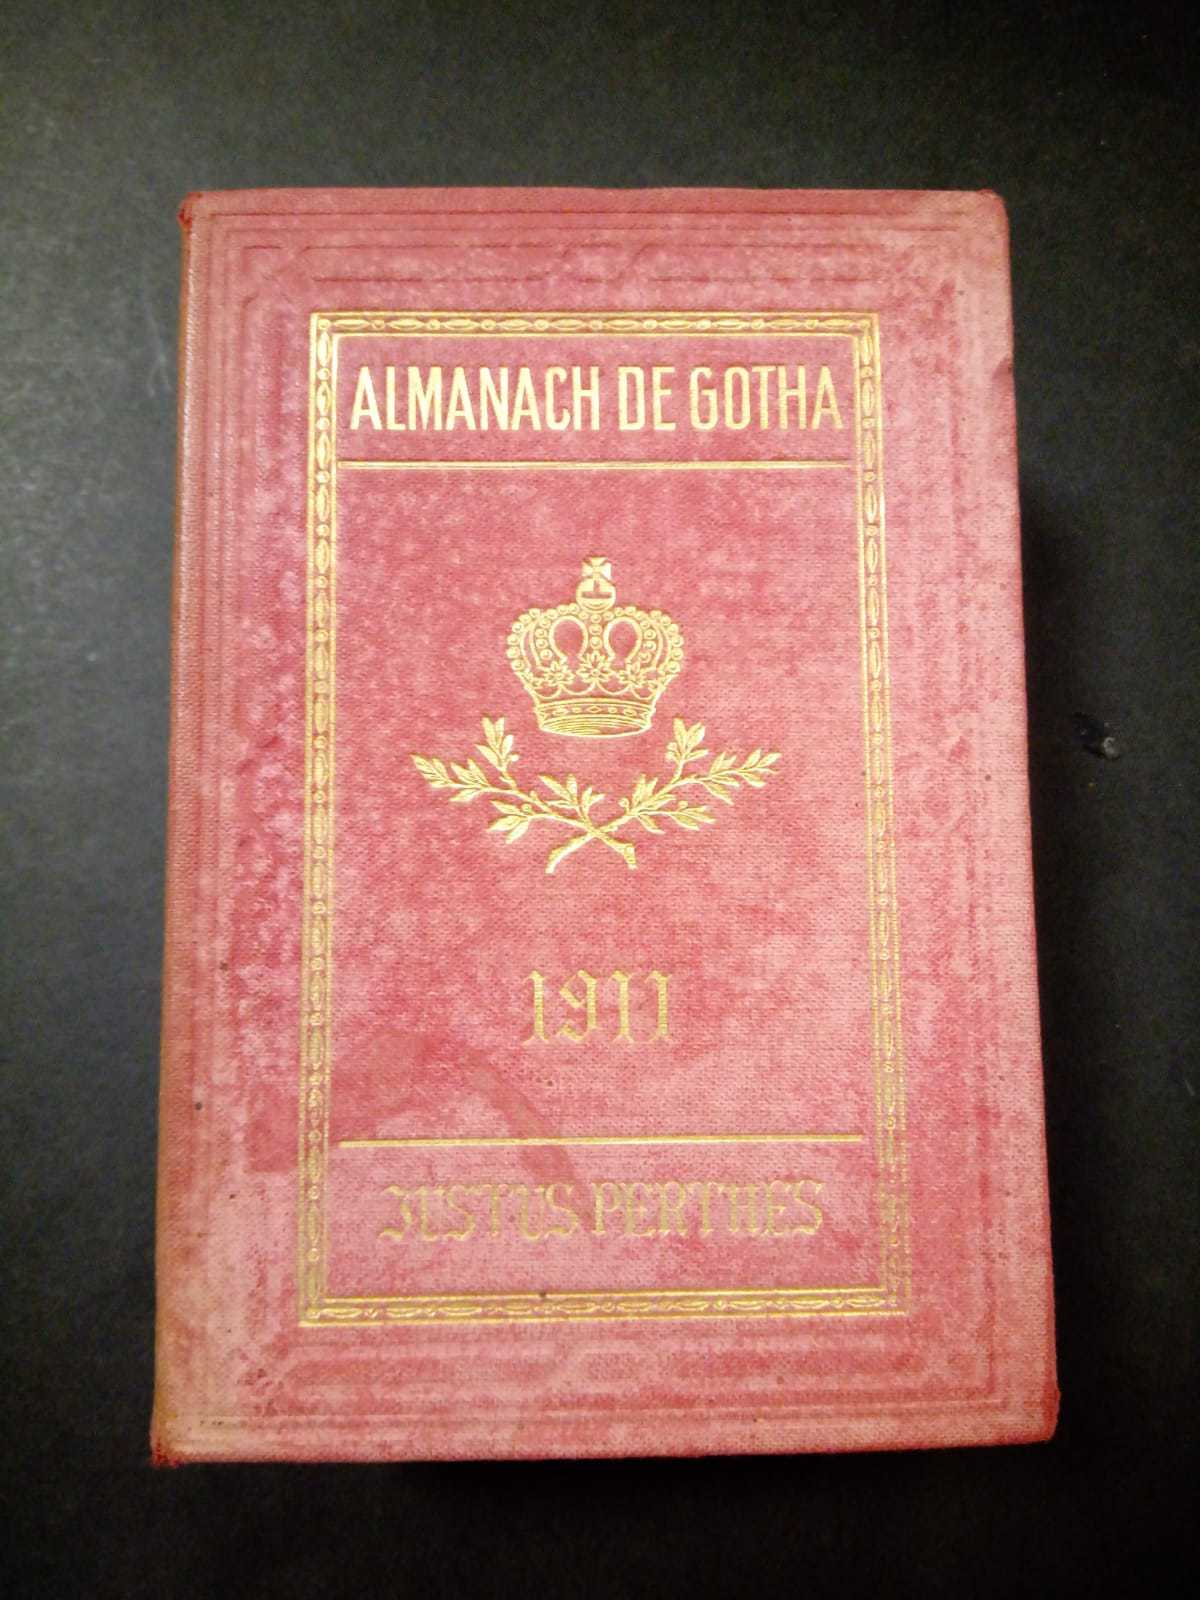 ALMANACH DE GOTHA
1911
JUSTUS PERTHES